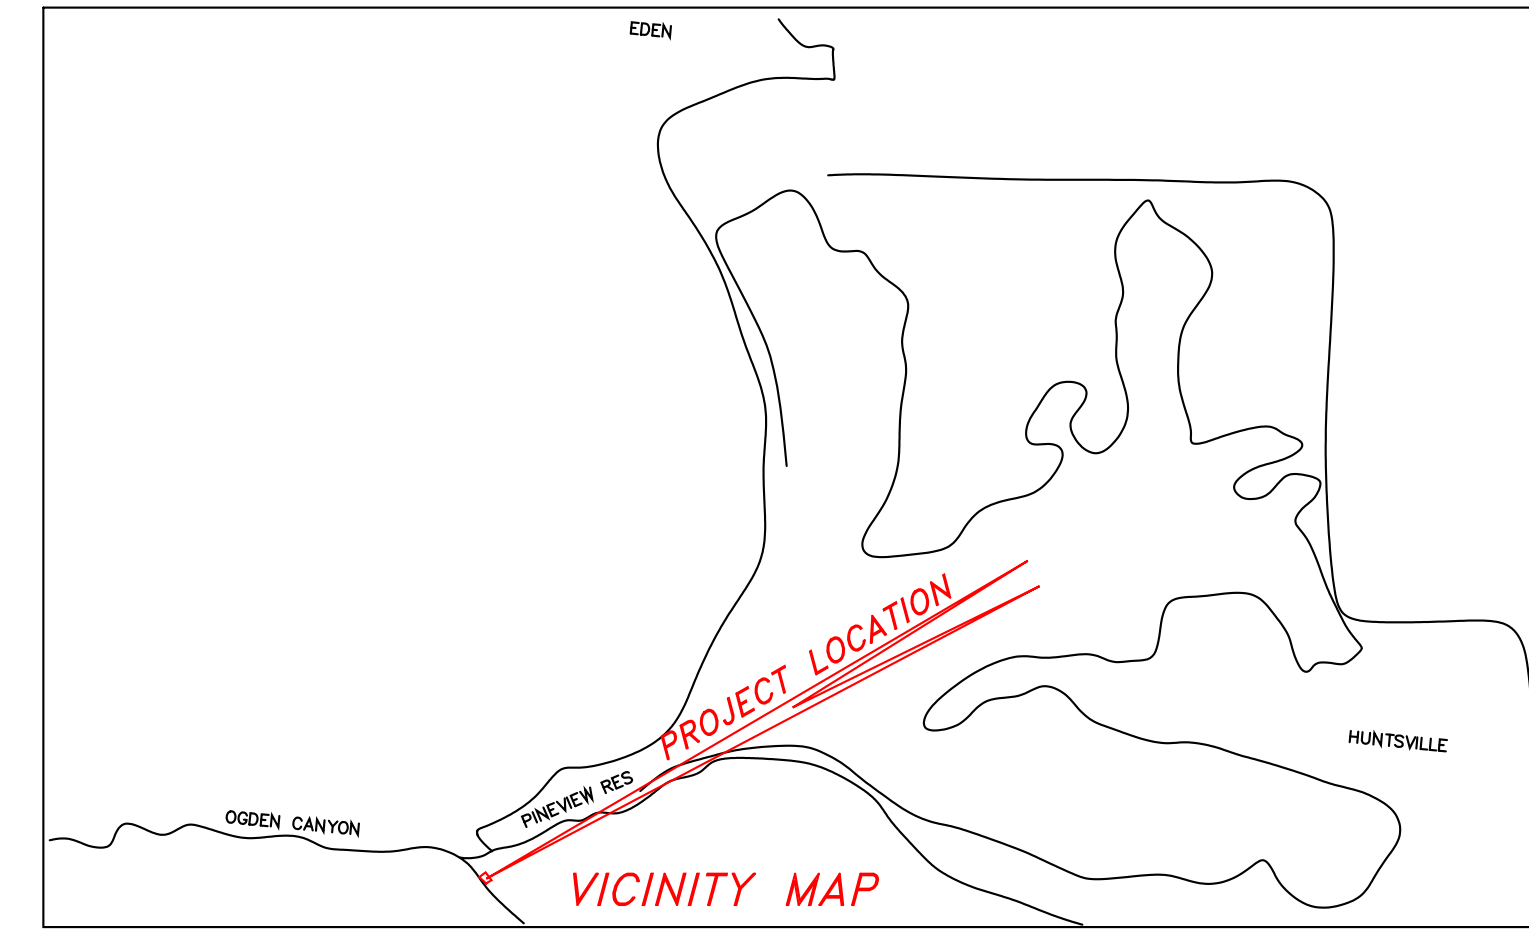 EDEN
PROJECT LOCATION
HUNTSVILLE
PINEVIEW RES
OGDEN CANYON
VICINITY MAP